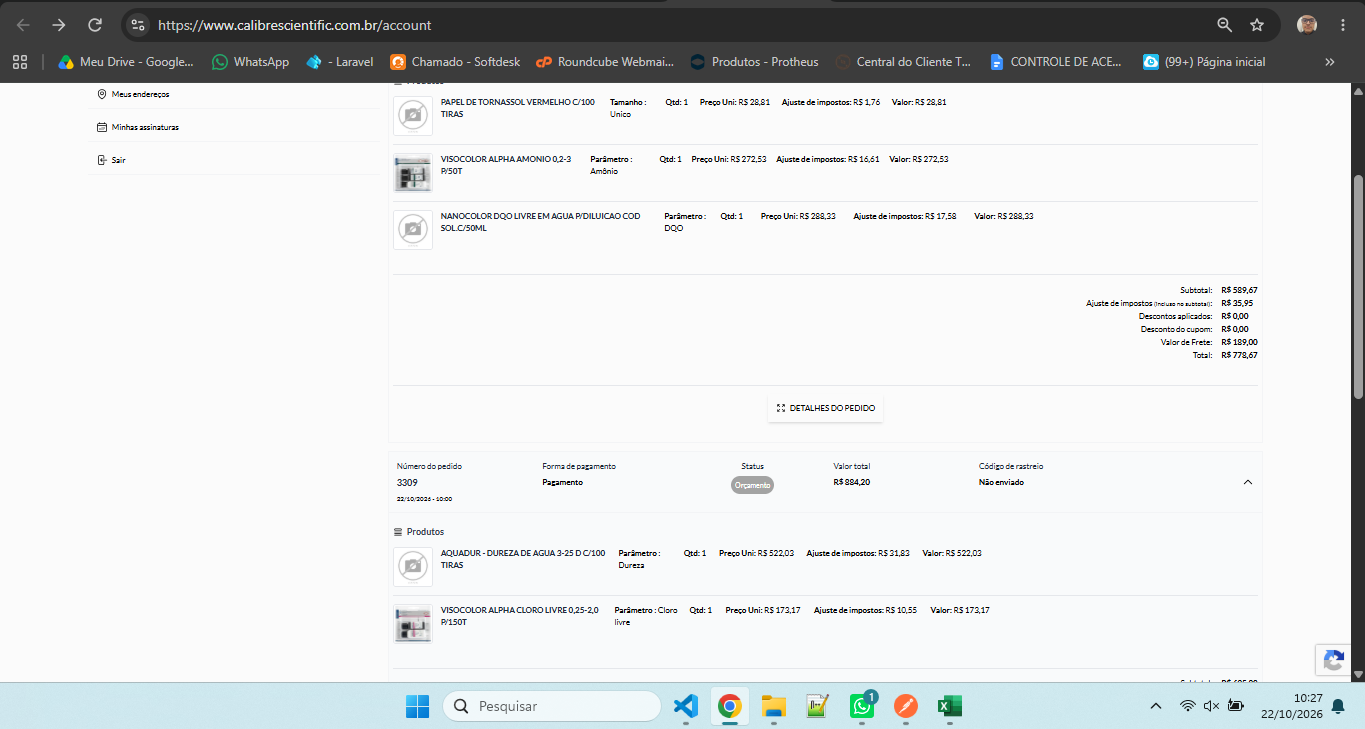 https://www.calibrescientific.com.br/account
Meu Drive - Google...
WhatsApp
- Laravel
Chamado - Softdesk
Roundcube Webmai...
Produtos - Protheus
Central do Cliente T...
CONTROLE DE ACE...
(99+) Página inicial
»
Meus endereços
Minhas assinaturas
Sair
PAPEL DE TORNASSOL VERMELHO C/100 TIRAS
Tamanho : Unico
Qtd: 1
Preço Uni: R$ 28,81
Ajuste de impostos: R$ 1,76
Valor: R$ 28,81
VISOCOLOR ALPHA AMONIO 0,2-3 P/50T
Parâmetro : Amônio
Qtd: 1
Preço Uni: R$ 272,53
Ajuste de impostos: R$ 16,61
Valor: R$ 272,53
NANOCOLOR DQO LIVRE EM AGUA P/DILUICAO COD SOL.C/50ML
Parâmetro : DQO
Qtd: 1
Preço Uni: R$ 288,33
Ajuste de impostos: R$ 17,58
Valor: R$ 288,33
Subtotal: R$ 589,67
Ajuste de impostos (Incluso no subtotal): R$ 35,95
Descontos aplicados: R$ 0,00
Desconto do cupom: R$ 0,00
Valor de Frete: R$ 189,00
Total: R$ 778,67
DETALHES DO PEDIDO
Número do pedido
3309
22/10/2026 - 10:00
Forma de pagamento
Pagamento
Status
Orçamento
Valor total
R$ 884,20
Código de rastreio
Não enviado
Produtos
AQUADUR - DUREZA DE AGUA 3-25 D C/100 TIRAS
Parâmetro : Dureza
Qtd: 1
Preço Uni: R$ 522,03
Ajuste de impostos: R$ 31,83
Valor: R$ 522,03
VISOCOLOR ALPHA CLORO LIVRE 0,25-2,0 P/150T
Parâmetro : Cloro livre
Qtd: 1
Preço Uni: R$ 173,17
Ajuste de impostos: R$ 10,55
Valor: R$ 173,17
Pesquisar
1
10:27
22/10/2026